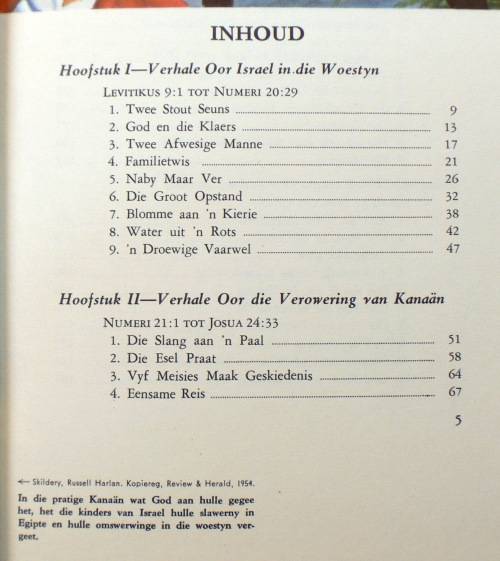 INHOUD
Hoofstuk I—Verhale Oor Israel in die Woestyn
LEVITIKUS 9:1 TOT NUMERI 20:29
1. Twee Stout Seuns 9
2. God en die Klaers 13
3. Twee Afwesige Manne 17
4. Familietwis 21
5. Naby Maar Ver 26
6. Die Groot Opstand 32
7. Blomme aan 'n Kierie 38
8. Water uit 'n Rots 42
9. 'n Droewige Vaarwel 47
Hoofstuk II—Verhale Oor die Verowering van Kanaän
NUMERI 21:1 TOT JOSUA 24:33
1. Die Slang aan 'n Paal 51
2. Die Esel Praat 58
3. Vyf Meisies Maak Geskiedenis 64
4. Eensame Reis 67
5
← Skildery, Russell Harlan. Kopiereg, Review & Herald, 1954.
In die pratige Kanaän wat God aan hulle gegee
het, het die kinders van Israel hulle slawerny in
Egipte en hulle omswerwinge in die woestyn ver-
geet.